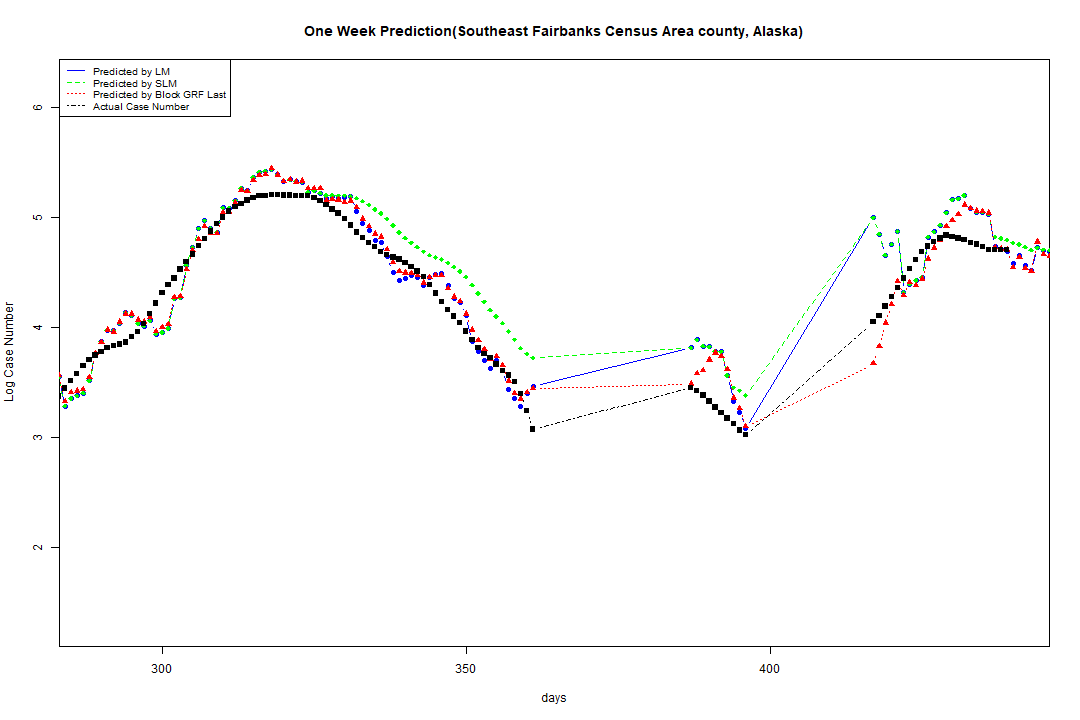 One Week Prediction(Southeast Fairbanks Census Area county, Alaska)
Predicted by LM
Predicted by SLM
Predicted by Block GRF Last
Actual Case Number
6
5
4
3
2
Log Case Number
300
350
400
days